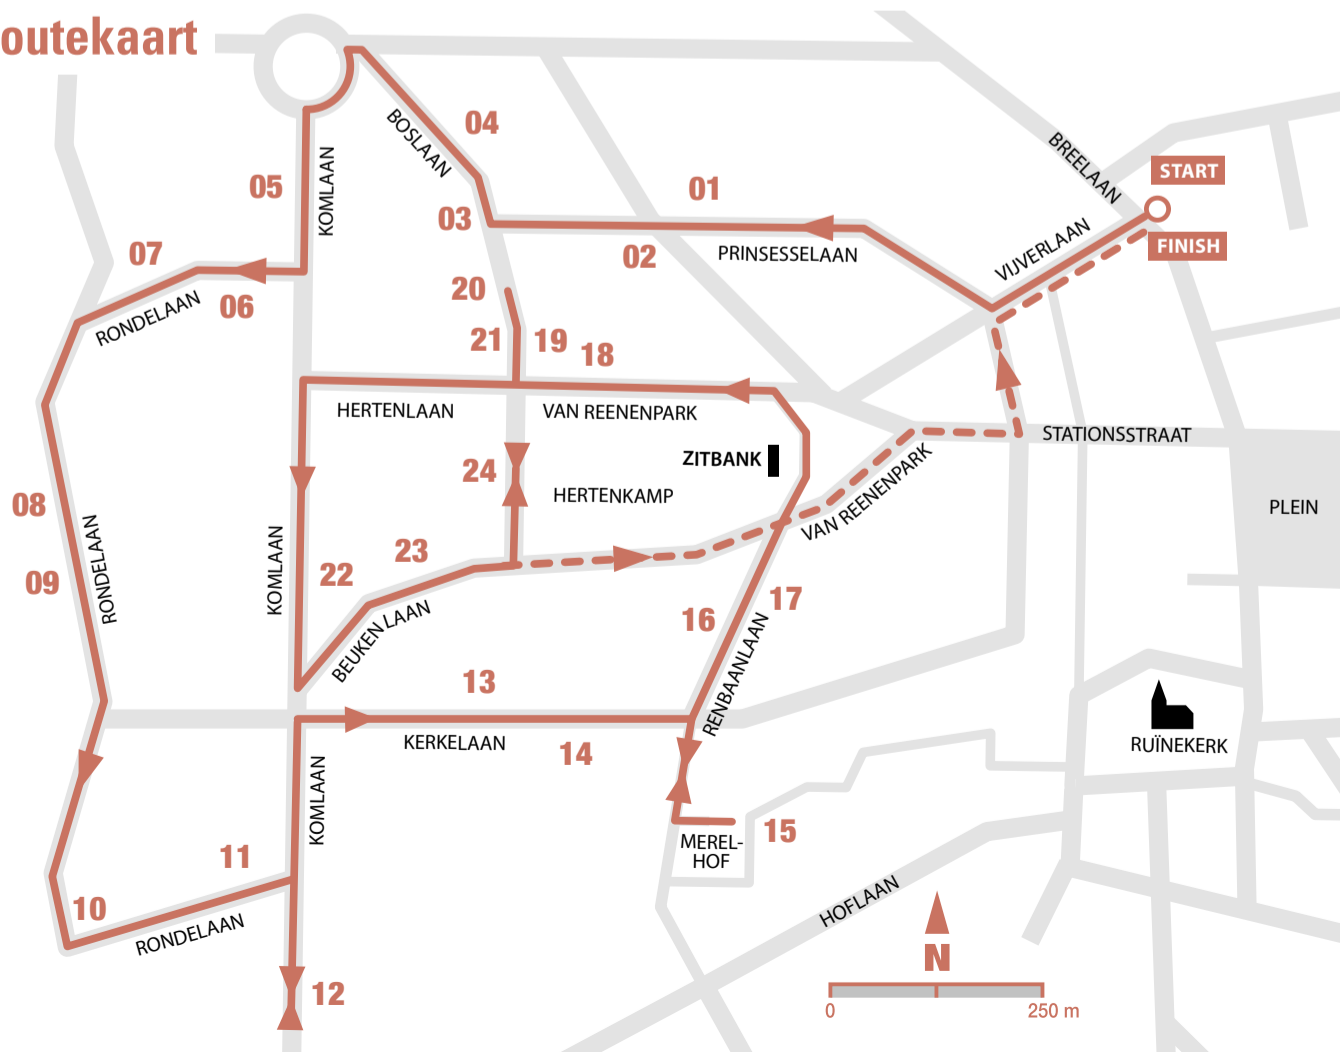 outekaart
04
BOSLAAN
BREELAAN
START
05
KOMLAAN
01
03
VIJVERLAAN
FINISH
07
02
PRINSESSELAAN
06
RONDELAAN
20
21
19
18
HERTENLAAN
VAN REENENPARK
STATIONSSTRAAT
ZITBANK
24
HERTENKAMP
VAN REENENPARK
PLEIN
08
RONDELAAN
09
23
KOMLAAN
22
BEUKEN LAAN
16
17
RENBAANLAAN
13
KERKELAAN
14
RUÏNEKERK
KOMLAAN
15
MEREL-
HOF
11
10
RONDELAAN
HOFLAAN
12
N
0
250 m